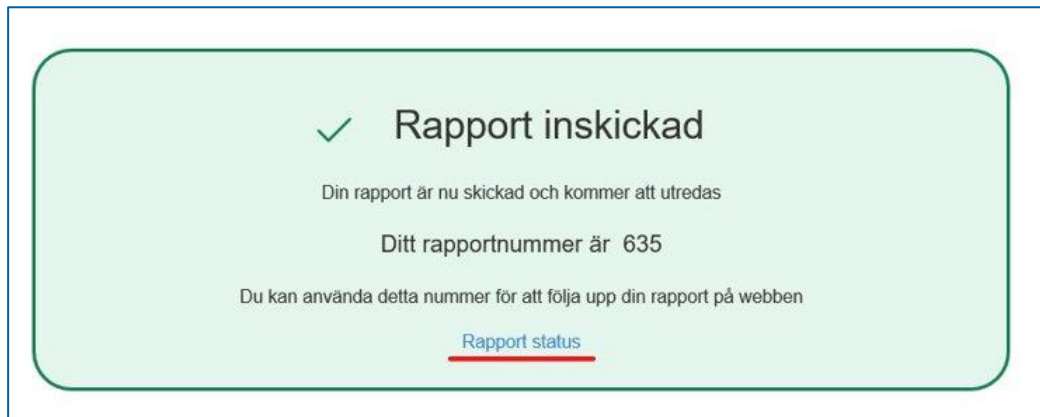 Rapport inskickad
Din rapport är nu skickad och kommer att utredas
Ditt rapportnummer är 635
Du kan använda detta nummer för att följa upp din rapport på webben
Rapport status